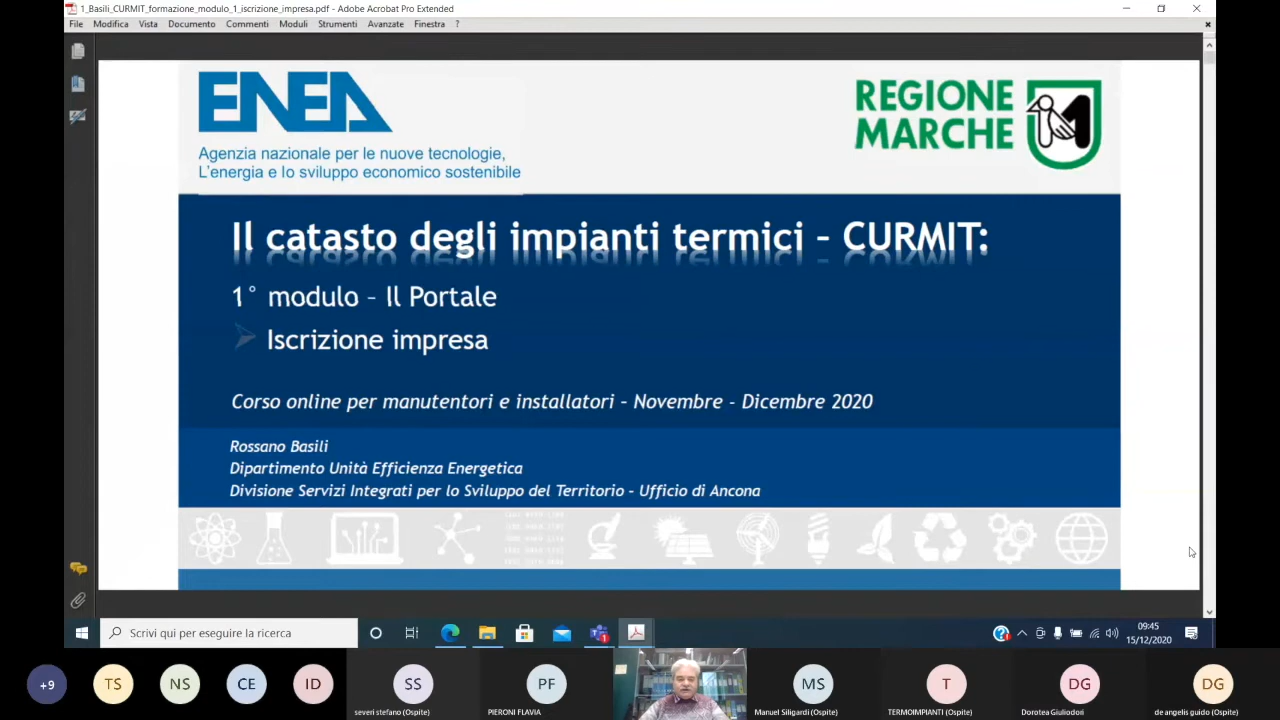 1_Basili_CURMIT_formazione_modulo_1_iscrizione_impresa.pdf - Adobe Acrobat Pro Extended
File Modifica Vista Documento Commenti Moduli Strumenti Avanzate Finestra ?
ENEA
Agenzia nazionale per le nuove tecnologie,
L'energia e lo sviluppo economico sostenibile
REGIONE
MARCHE
Il catasto degli impianti termici – CURMIT:
1° modulo – Il Portale
Iscrizione impresa
Corso online per manutentori e installatori – Novembre - Dicembre 2020
Rossano Basili
Dipartimento Unità Efficienza Energetica
Divisione Servizi Integrati per lo Sviluppo del Territorio – Ufficio di Ancona
Scrivi qui per eseguire la ricerca
09:45
15/12/2020
+9 TS NS CE ID SS PF MS T DG DG
severi stefano (Ospite) PIERONI FLAVIA Manuel Siligardi (Ospite) TERMOIMPIANTI (Ospite) Dorotea Giuliodori de angelis guido (Ospite)